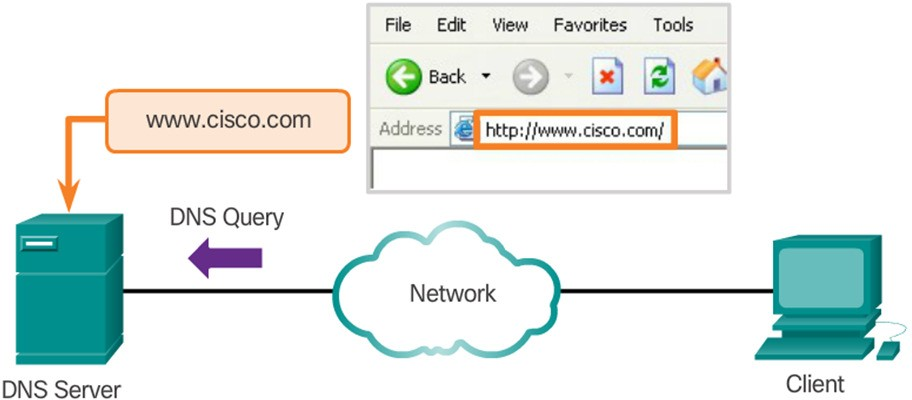 File Edit View Favorites Tools
Back
www.cisco.com
Address http://www.cisco.com/
DNS Query
Network
DNS Server
Client